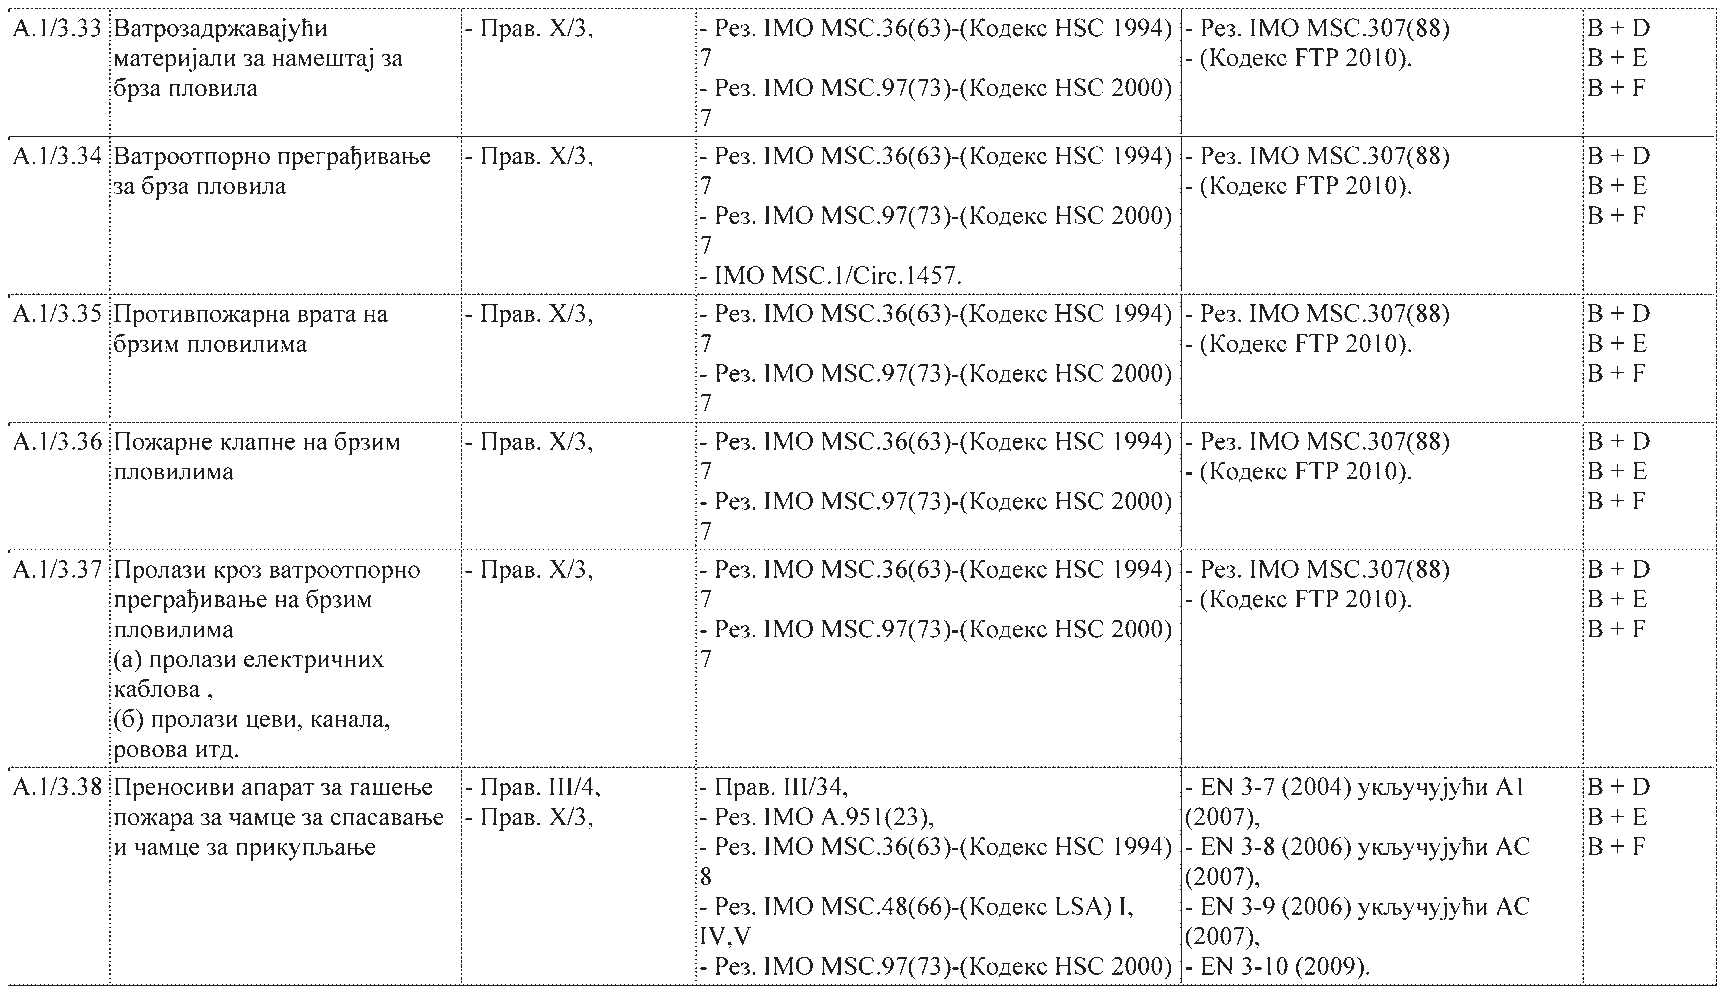 А.1/3.33 Ватрозадржавајући материјали за намештај за брза пловила
- Прав. X/3,
- Рез. IMO MSC.36(63)-(Кодекс HSC 1994)
7
- Рез. IMO MSC.97(73)-(Кодекс HSC 2000)
7
- Рез. IMO MSC.307(88)
- (Кодекс FTP 2010).
B + D
B + E
B + F
А.1/3.34 Ватроотпорно преграђивање
за брза пловила
- Прав. X/3,
- Рез. IMO MSC.36(63)-(Кодекс HSC 1994)
7
- Рез. IMO MSC.97(73)-(Кодекс HSC 2000)
7
- IMO MSC.1/Circ.1457.
- Рез. IMO MSC.307(88)
- (Кодекс FTP 2010).
B + D
B + E
B + F
А.1/3.35 Противпожарна врата на
брзим пловилима
- Прав. X/3,
- Рез. IMO MSC.36(63)-(Кодекс HSC 1994)
7
- Рез. IMO MSC.97(73)-(Кодекс HSC 2000)
7
- Рез. IMO MSC.307(88)
- (Кодекс FTP 2010).
B + D
B + E
B + F
А.1/3.36 Пожарне клапне на брзим
пловилима
- Прав. X/3,
- Рез. IMO MSC.36(63)-(Кодекс HSC 1994)
7
- Рез. IMO MSC.97(73)-(Кодекс HSC 2000)
7
- Рез. IMO MSC.307(88)
- (Кодекс FTP 2010).
B + D
B + E
B + F
А.1/3.37 Пролази кроз ватроотпорно
преграђивање на брзим
пловилима
(а) пролази електричних
каблова ,
(б) пролази цеви, канала,
ровова итд.
- Прав. X/3,
- Рез. IMO MSC.36(63)-(Кодекс HSC 1994)
7
- Рез. IMO MSC.97(73)-(Кодекс HSC 2000)
7
- Рез. IMO MSC.307(88)
- (Кодекс FTP 2010).
B + D
B + E
B + F
А.1/3.38 Преносиви апарат за гашење
пожара за чамце за спасавање
и чамце за прикупљање
- Прав. III/4,
- Прав. X/3,
- Прав. III/34,
- Рез. IMO A.951(23),
- Рез. IMO MSC.36(63)-(Кодекс HSC 1994)
8
- Рез. IMO MSC.48(66)-(Кодекс LSA) I,
IV,V
- Рез. IMO MSC.97(73)-(Кодекс HSC 2000)
- EN 3-7 (2004) укључујући A1
(2007),
- EN 3-8 (2006) укључујући AC
(2007),
- EN 3-9 (2006) укључујући AC
(2007),
- EN 3-10 (2009).
B + D
B + E
B + F